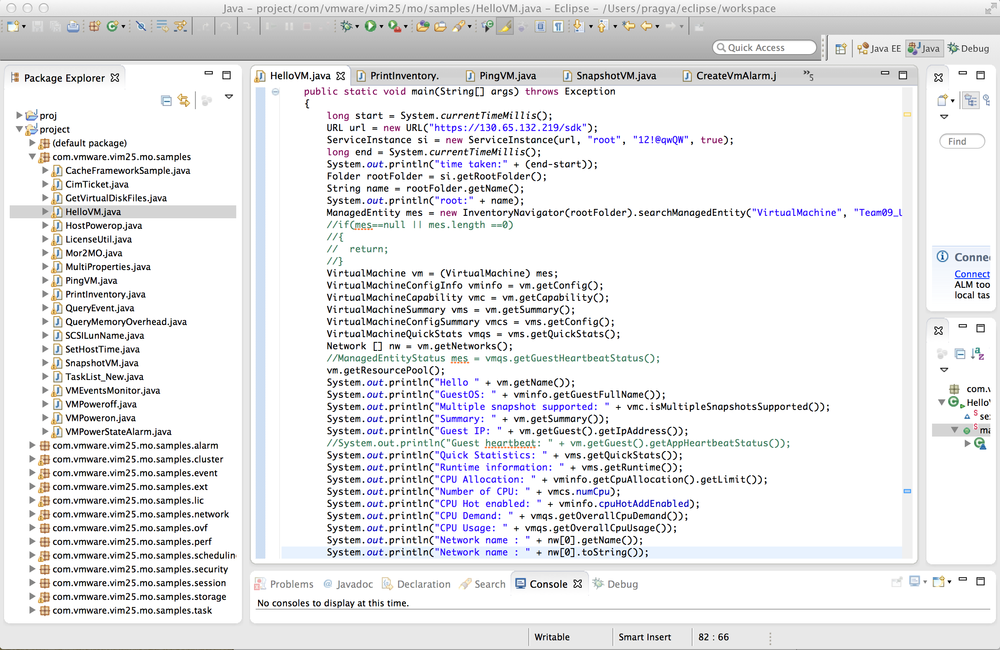 Java – project/com/vmware/vim25/mo/samples/HelloVM.java – Eclipse – /Users/pragya/eclipse/workspace
Quick Access
Java EE
Java
Debug
Package Explorer
proj
project
(default package)
com.vmware.vim25.mo.samples
CacheFrameworkSample.java
CimTicket.java
GetVirtualDiskFiles.java
HelloVM.java
HostPowerop.java
LicenseUtil.java
Mor2MO.java
MultiProperties.java
PingVM.java
PrintInventory.java
QueryEvent.java
QueryMemoryOverhead.java
SCSILunName.java
SetHostTime.java
SnapshotVM.java
TaskList_New.java
VMEventsMonitor.java
VMPoweroff.java
VMPoweron.java
VMPowerStateAlarm.java
com.vmware.vim25.mo.samples.alarm
com.vmware.vim25.mo.samples.cluster
com.vmware.vim25.mo.samples.event
com.vmware.vim25.mo.samples.ext
com.vmware.vim25.mo.samples.lic
com.vmware.vim25.mo.samples.network
com.vmware.vim25.mo.samples.ovf
com.vmware.vim25.mo.samples.perf
com.vmware.vim25.mo.samples.schedulin
com.vmware.vim25.mo.samples.security
com.vmware.vim25.mo.samples.session
com.vmware.vim25.mo.samples.storage
com.vmware.vim25.mo.samples.task
HelloVM.java
PrintInventory.
PingVM.java
SnapshotVM.java
CreateVmAlarm.j
»5
public static void main(String[] args) throws Exception
{
long start = System.currentTimeMillis();
URL url = new URL("https://130.65.132.219/sdk");
ServiceInstance si = new ServiceInstance(url, "root", "12!@qwQW", true);
long end = System.currentTimeMillis();
System.out.println("time taken:" + (end-start));
Folder rootFolder = si.getRootFolder();
String name = rootFolder.getName();
System.out.println("root:" + name);
ManagedEntity mes = new InventoryNavigator(rootFolder).searchManagedEntity("VirtualMachine", "Team09_U
//if(mes==null || mes.length ==0)
//{
//  return;
//}
VirtualMachine vm = (VirtualMachine) mes;
VirtualMachineConfigInfo vminfo = vm.getConfig();
VirtualMachineCapability vmc = vm.getCapability();
VirtualMachineSummary vms = vm.getSummary();
VirtualMachineConfigSummary vmcs = vms.getConfig();
VirtualMachineQuickStats vmqs = vms.getQuickStats();
Network [] nw = vm.getNetworks();
//ManagedEntityStatus mes = vmqs.getGuestHeartbeatStatus();
vm.getResourcePool();
System.out.println("Hello " + vm.getName());
System.out.println("GuestOS: " + vminfo.getGuestFullName());
System.out.println("Multiple snapshot supported: " + vmc.isMultipleSnapshotsSupported());
System.out.println("Summary: " + vm.getSummary());
System.out.println("Guest IP: " + vm.getGuest().getIpAddress());
//System.out.println("Guest heartbeat: " + vm.getGuest().getAppHeartbeatStatus());
System.out.println("Quick Statistics: " + vms.getQuickStats());
System.out.println("Runtime information: " + vms.getRuntime());
System.out.println("CPU Allocation: " + vminfo.getCpuAllocation().getLimit());
System.out.println("Number of CPU: " + vmcs.numCpu);
System.out.println("CPU Hot enabled: " + vminfo.cpuHotAddEnabled);
System.out.println("CPU Demand: " + vmqs.getOverallCpuDemand());
System.out.println("CPU Usage: " + vmqs.getOverallCpuUsage());
System.out.println("Network name : " + nw[0].getName());
System.out.println("Network name : " + nw[0].toString());
Find
Conne
Connect
ALM too
local tas
com.v
Hello
se
ma
Problems
Javadoc
Declaration
Search
Console
Debug
No consoles to display at this time.
Writable
Smart Insert
82 : 66